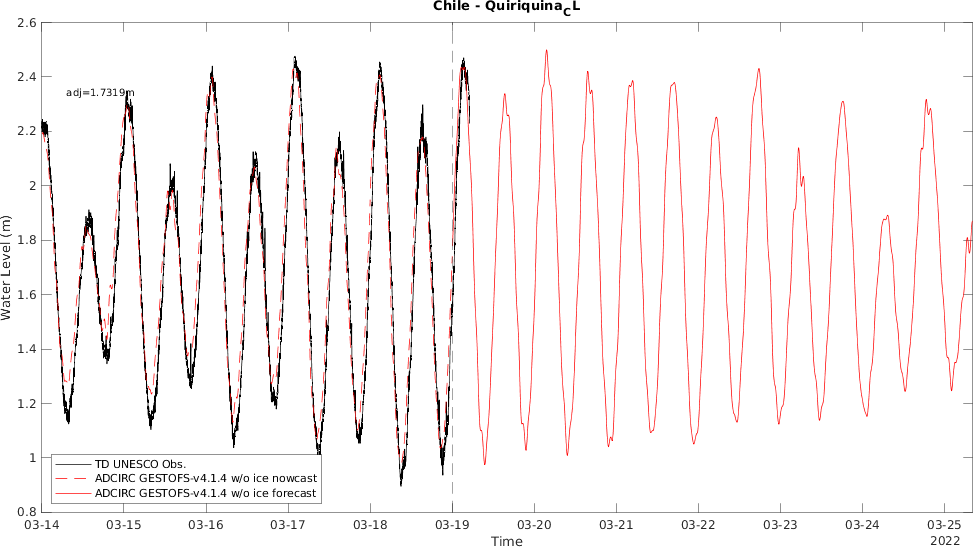 Chile - Quiriquina_CL
2.6
2.4
adj=1.7319m
2.2
2
1.8
1.6
1.4
1.2
1
0.8
Water Level (m)
TD UNESCO Obs.
ADCIRC GESTOFS-v4.1.4 w/o ice nowcast
ADCIRC GESTOFS-v4.1.4 w/o ice forecast
03-14 03-15 03-16 03-17 03-18 03-19 03-20 03-21 03-22 03-23 03-24 03-25
Time
2022